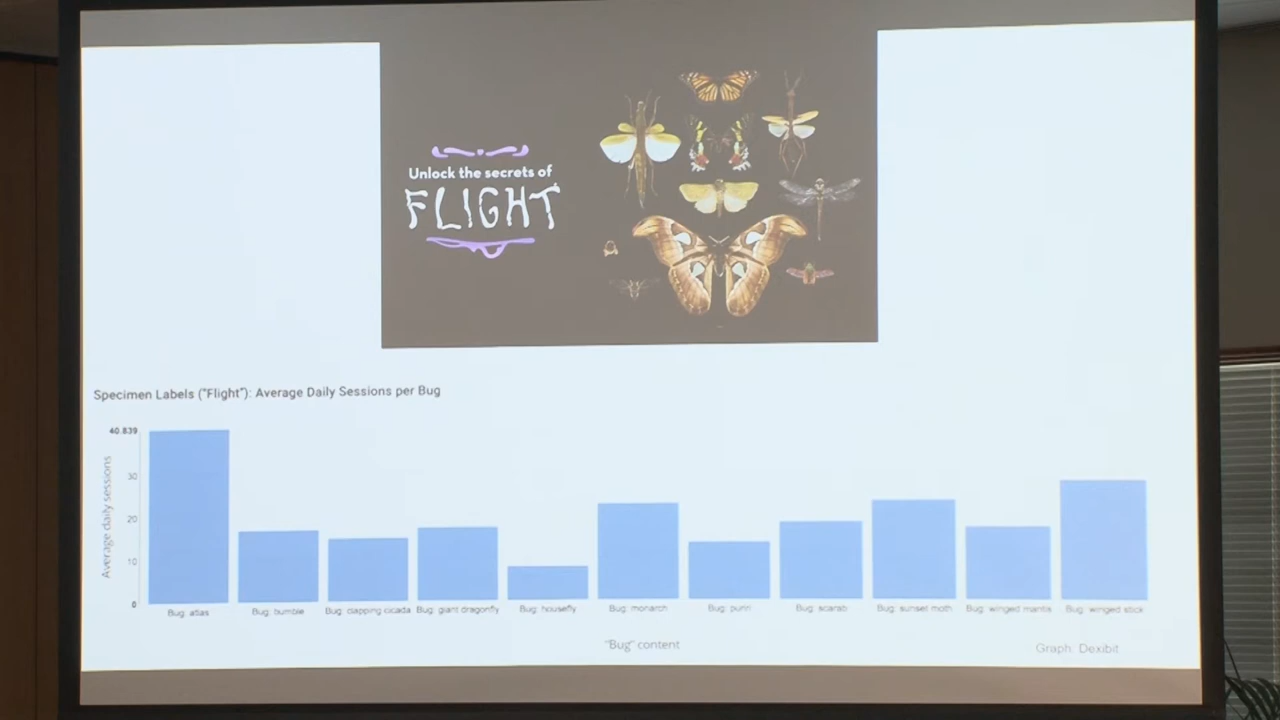 Unlock the secrets of
FLIGHT
Specimen Labels ("Flight"): Average Daily Sessions per Bug
Average daily sessions
40.839
30
20
10
0
Bug: atlas
Bug: bumble
Bug: clapping cicada
Bug: giant dragonfly
Bug: housefly
Bug: monarch
Bug: puriri
Bug: scarab
Bug: sunset moth
Bug: winged mantis
Bug: winged stick
"Bug" content
Graph: Dexibit